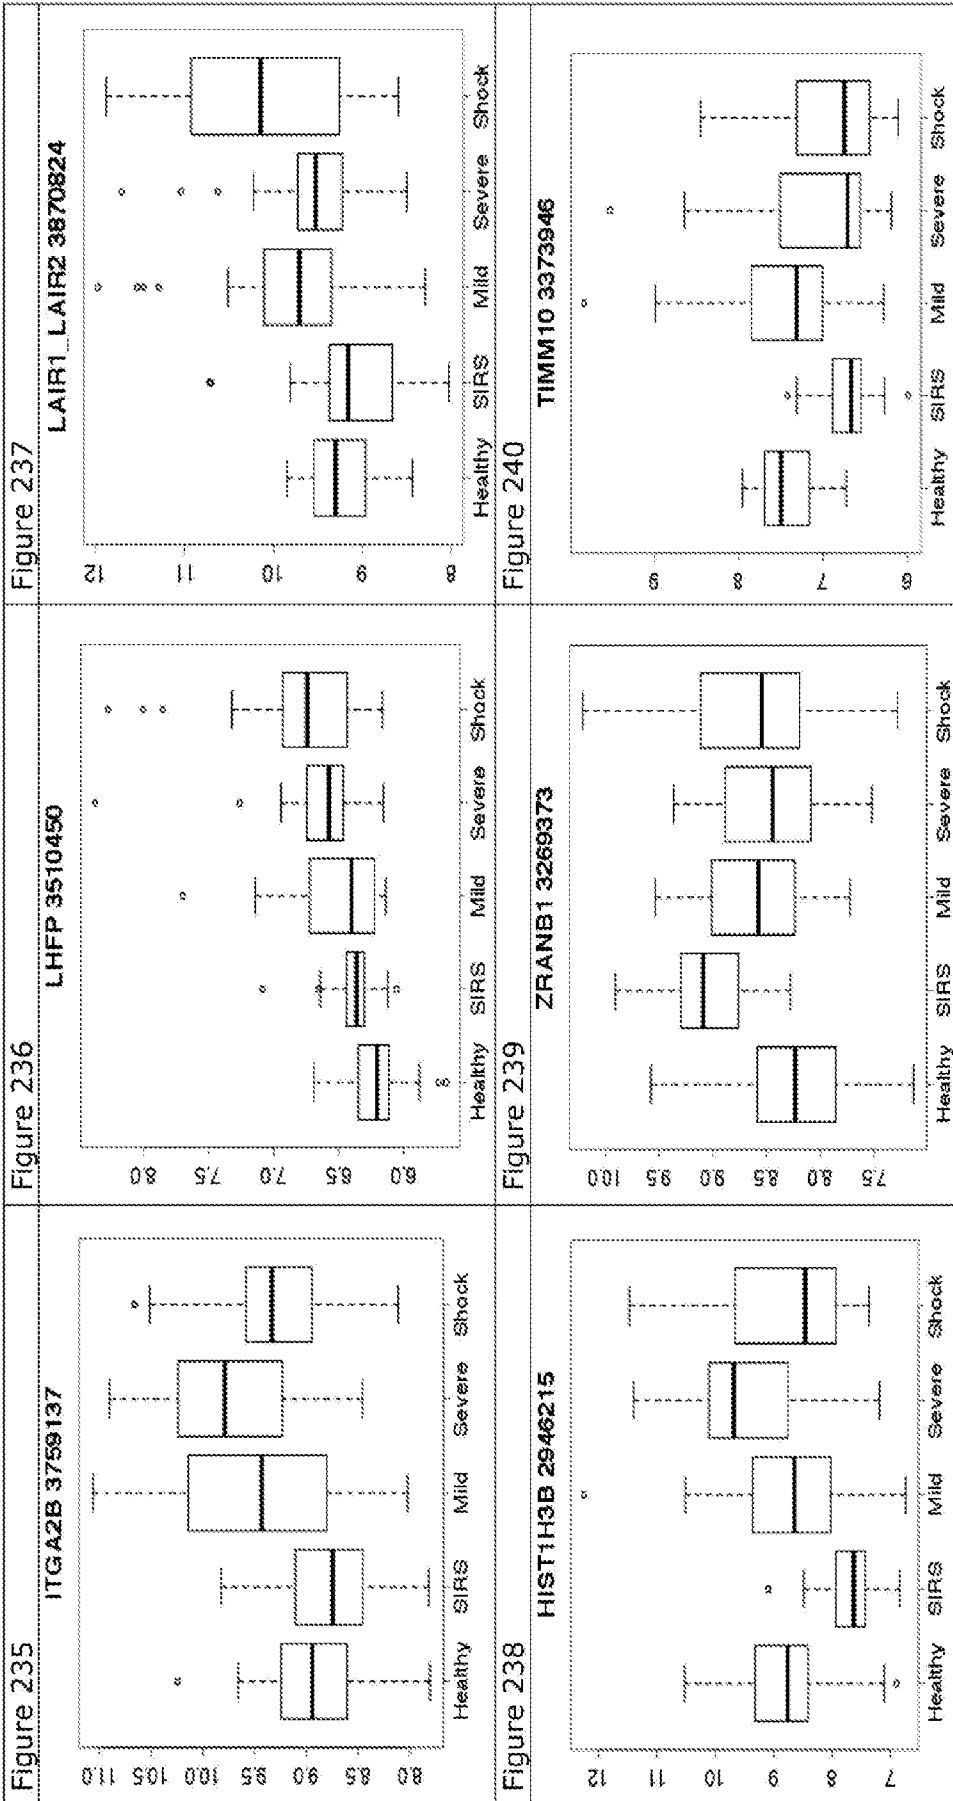 Figure 235
ITGA2B 3759137
11.0
10.5
10.0
9.5
9.0
8.5
8.0
Healthy SIRS Mild Severe Shock
Figure 236
LHFP 3510450
8.0
7.5
7.0
6.5
6.0
Healthy SIRS Mild Severe Shock
Figure 237
LAIR1_LAIR2 3870824
12
11
10
9
8
Healthy SIRS Mild Severe Shock
Figure 238
HIST1H3B 2946215
12
11
10
9
8
7
Healthy SIRS Mild Severe Shock
Figure 239
ZRANB1 3269373
10.0
9.5
9.0
8.5
8.0
7.5
Healthy SIRS Mild Severe Shock
Figure 240
TIMM10 3373946
9
8
7
6
Healthy SIRS Mild Severe Shock